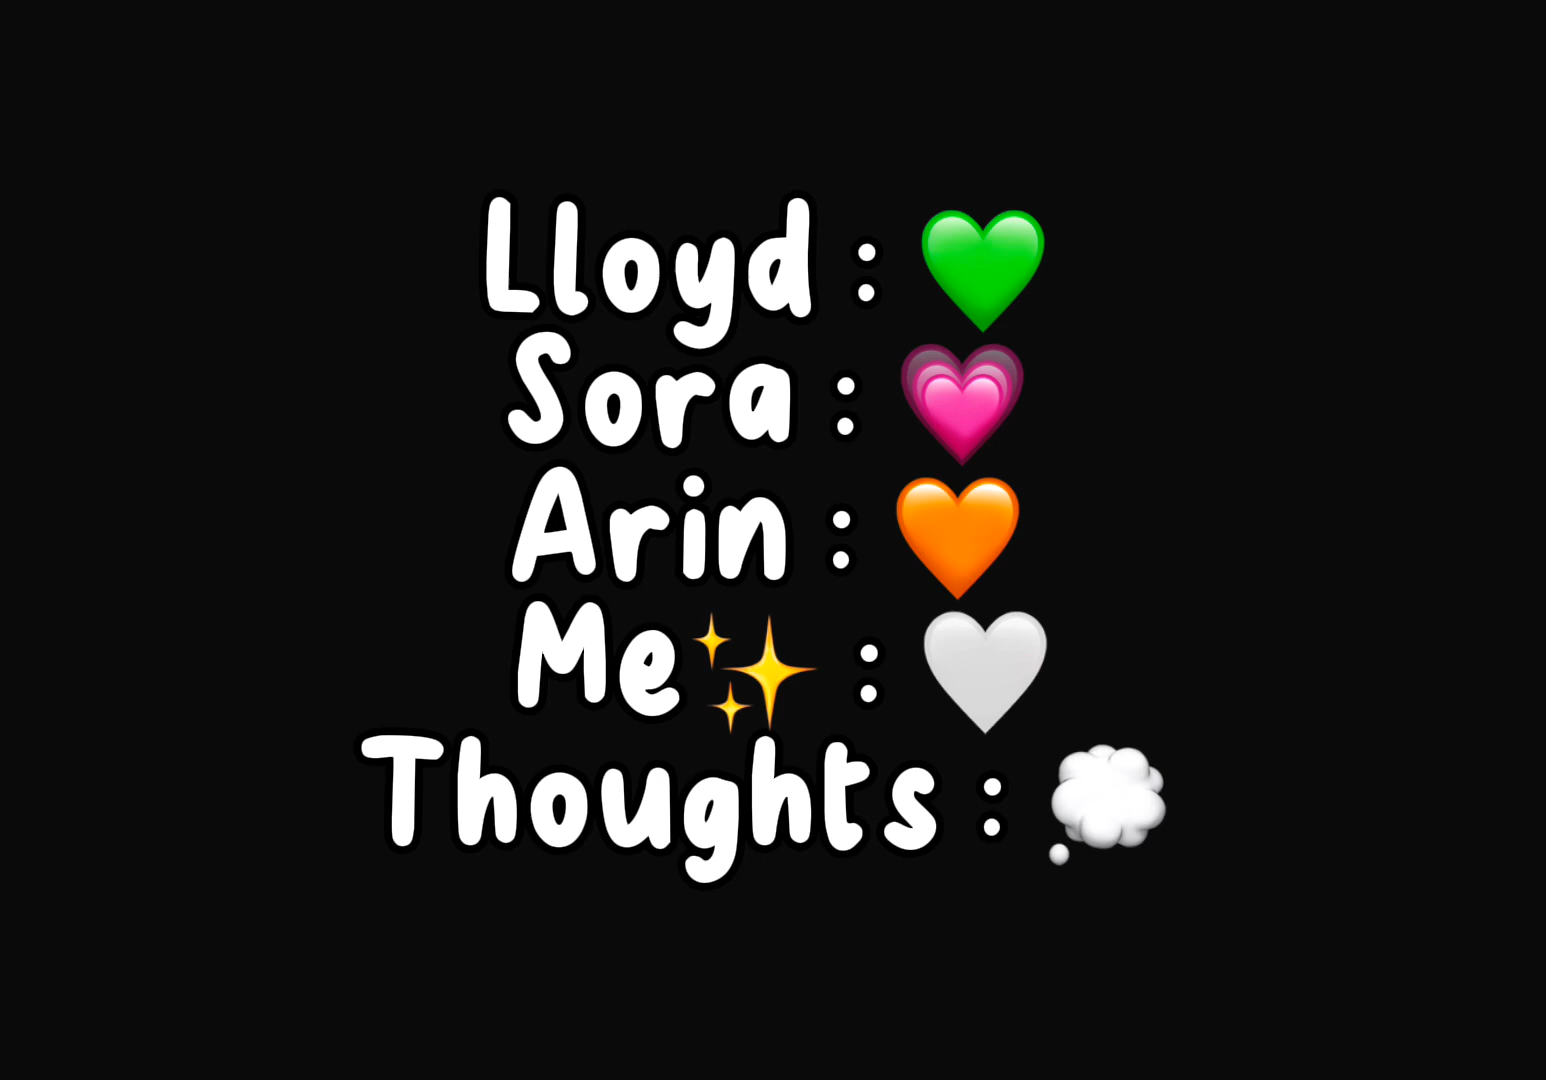 Lloyd : 💚
Sora : 💗
Arin : 🧡
Me✨ : 🤍
Thoughts : 💭